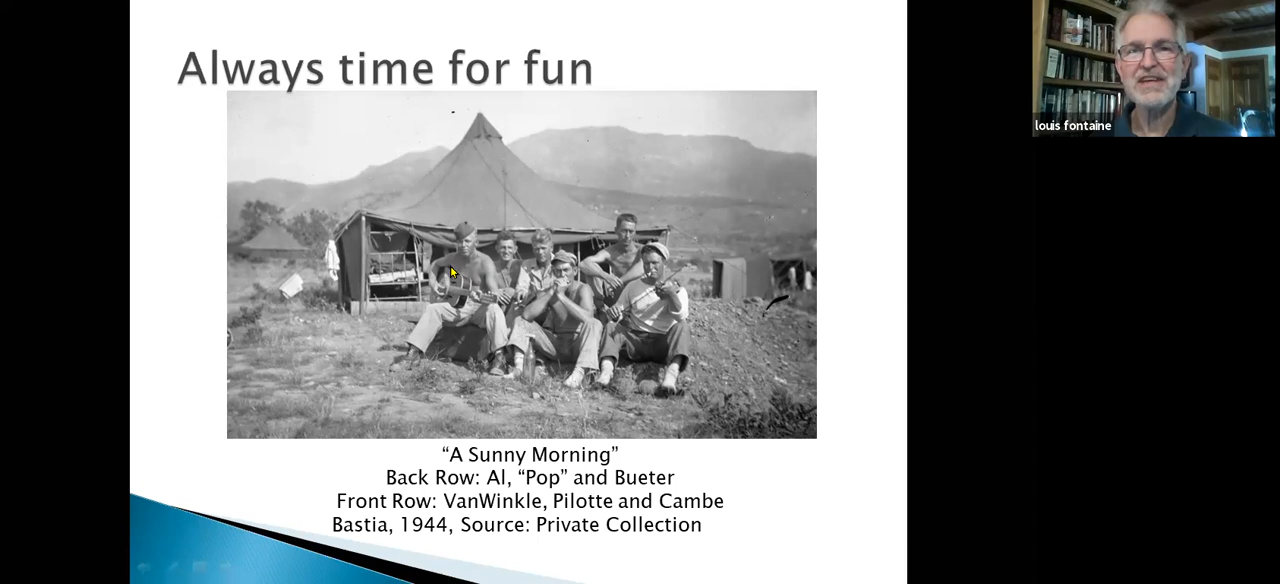 Always time for fun
louis fontaine
“A Sunny Morning”
Back Row: Al, “Pop” and Bueter
Front Row: VanWinkle, Pilotte and Cambe
Bastia, 1944, Source: Private Collection